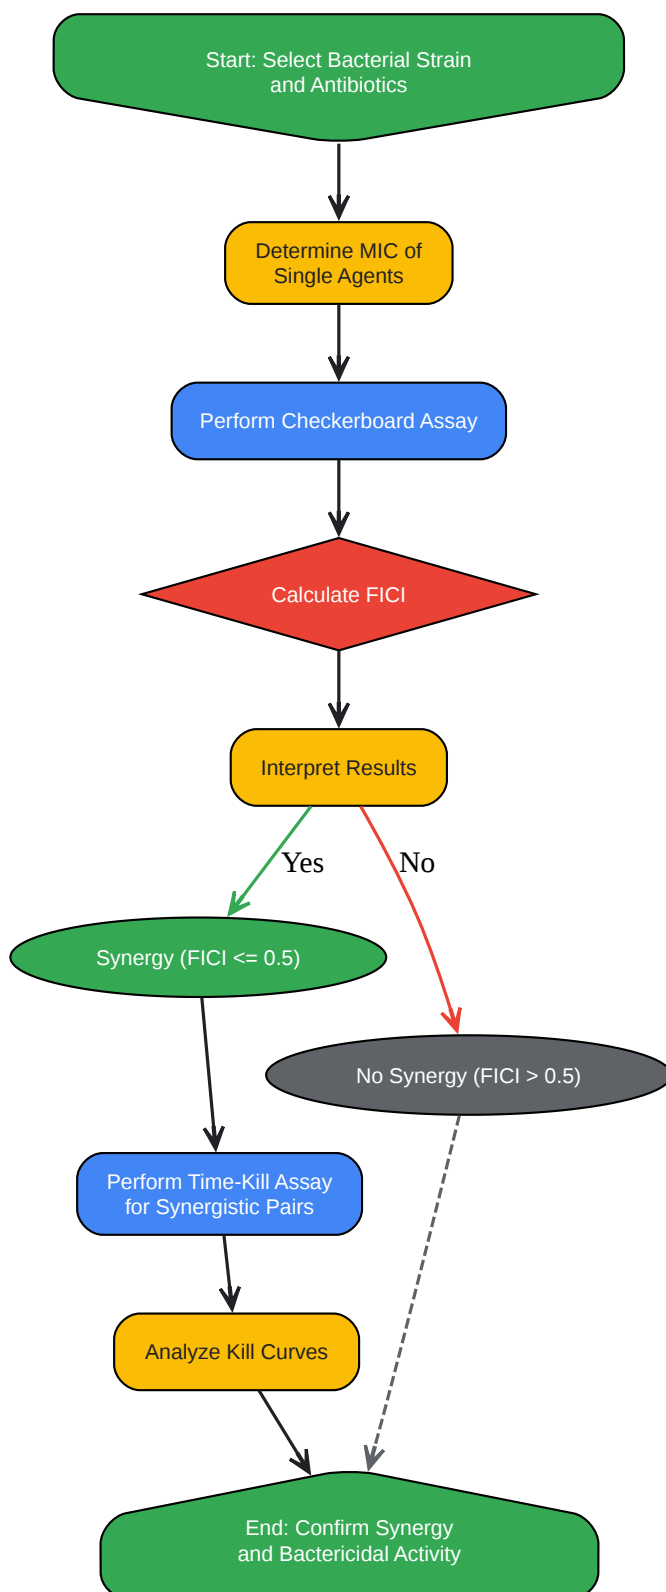 Start: Select Bacterial Strain
and Antibiotics
Determine MIC of
Single Agents
Perform Checkerboard Assay
Calculate FICI
Interpret Results
Yes
No
Synergy (FICI <= 0.5)
No Synergy (FICI > 0.5)
Perform Time-Kill Assay
for Synergistic Pairs
Analyze Kill Curves
End: Confirm Synergy
and Bactericidal Activity